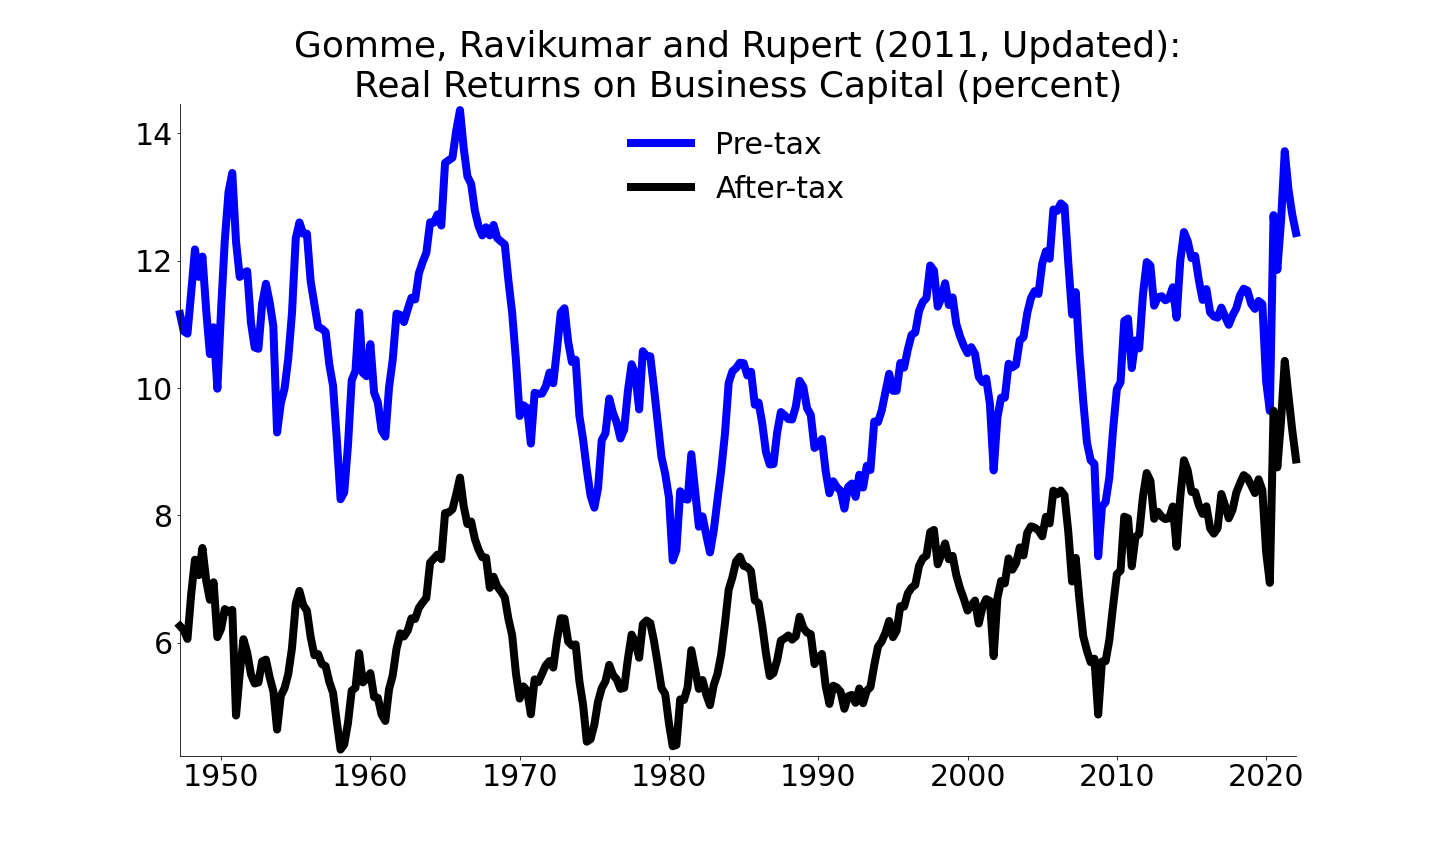 Gomme, Ravikumar and Rupert (2011, Updated):
Real Returns on Business Capital (percent)
Pre-tax
After-tax
14
12
10
8
6
1950 1960 1970 1980 1990 2000 2010 2020